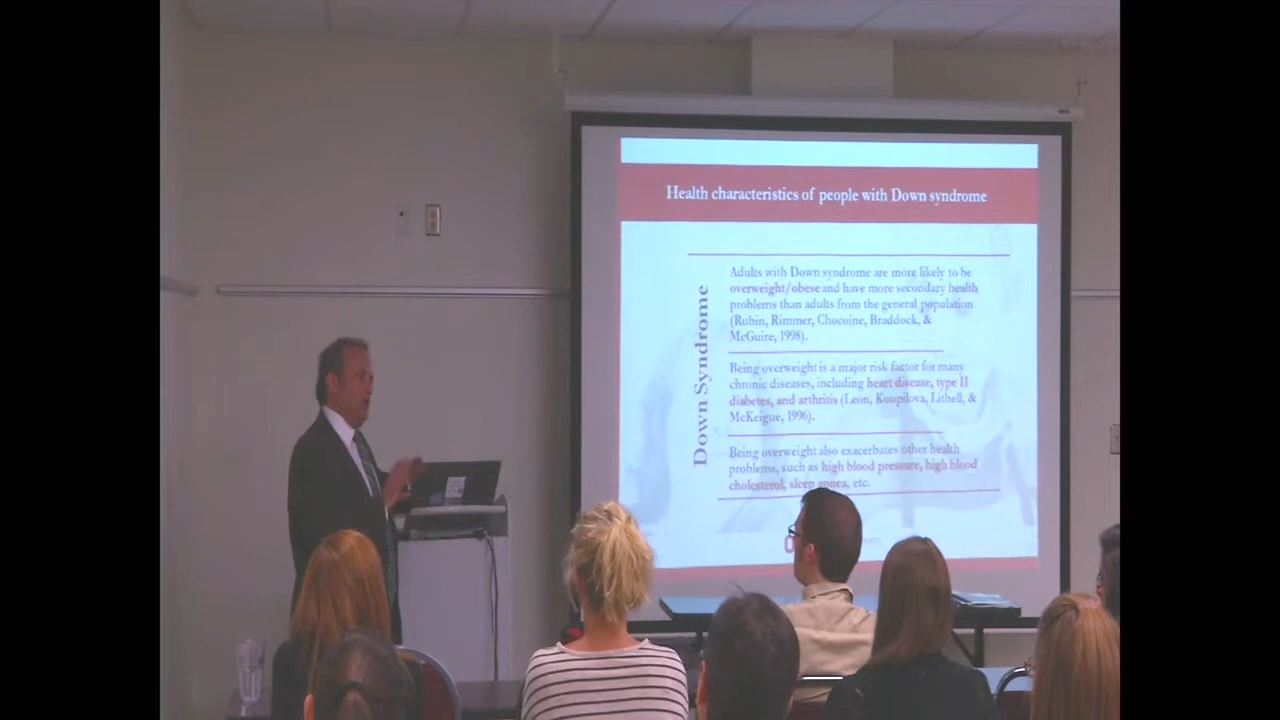 Health characteristics of people with Down syndrome
Down Syndrome
Adults with Down syndrome are more likely to be
overweight/obese and have more secondary health
problems than adults from the general population
(Rubin, Rimmer, Chocoine, Braddock, &
McGuire, 1998).
Being overweight is a major risk factor for many
chronic diseases, including heart disease, type II
diabetes, and arthritis (Leon, Koupilova, Lithell, &
McKeigue, 1996).
Being overweight also exacerbates other health
problems, such as high blood pressure, high blood
cholesterol, sleep apnea, etc.